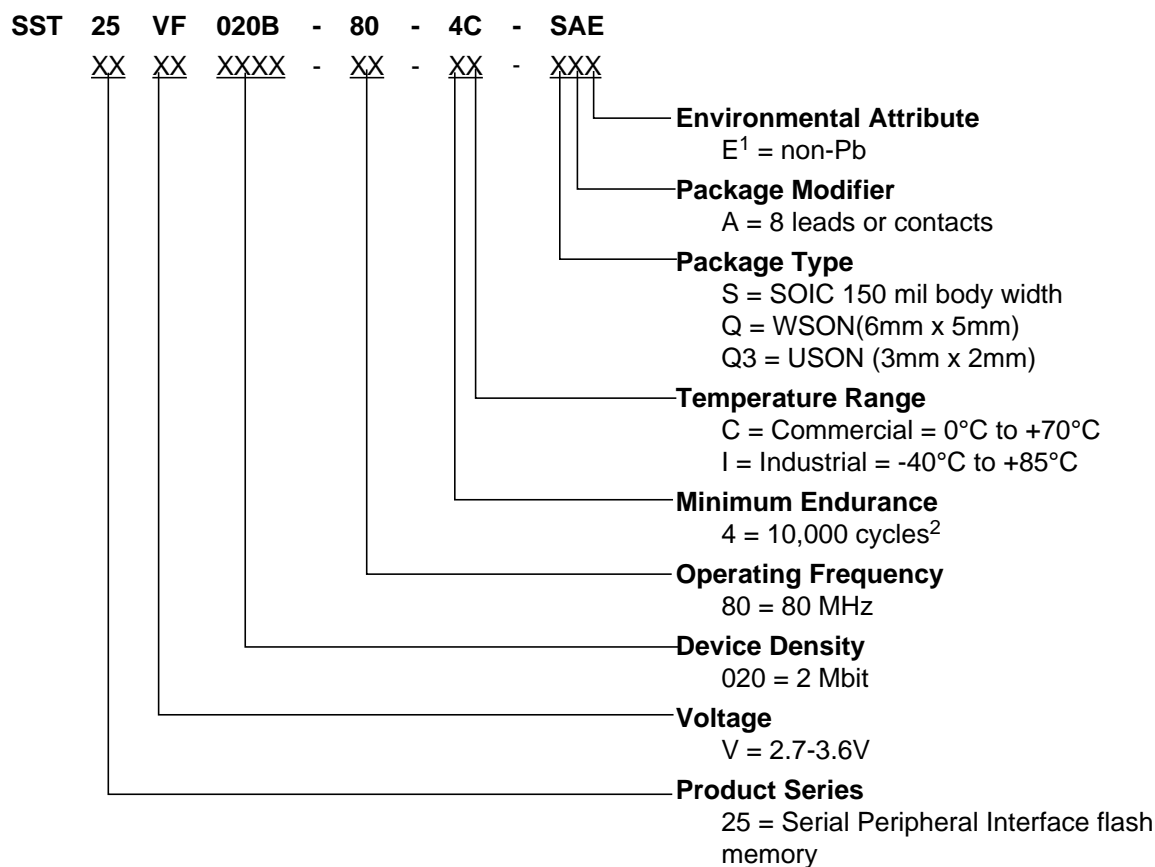 SST 25 VF 020B - 80 - 4C - SAE
XX XX XXXX - XX - XX - XXX
Environmental Attribute
E1 = non-Pb
Package Modifier
A = 8 leads or contacts
Package Type
S = SOIC 150 mil body width
Q = WSON(6mm x 5mm)
Q3 = USON (3mm x 2mm)
Temperature Range
C = Commercial = 0°C to +70°C
I = Industrial = -40°C to +85°C
Minimum Endurance
4 = 10,000 cycles2
Operating Frequency
80 = 80 MHz
Device Density
020 = 2 Mbit
Voltage
V = 2.7-3.6V
Product Series
25 = Serial Peripheral Interface flash
memory